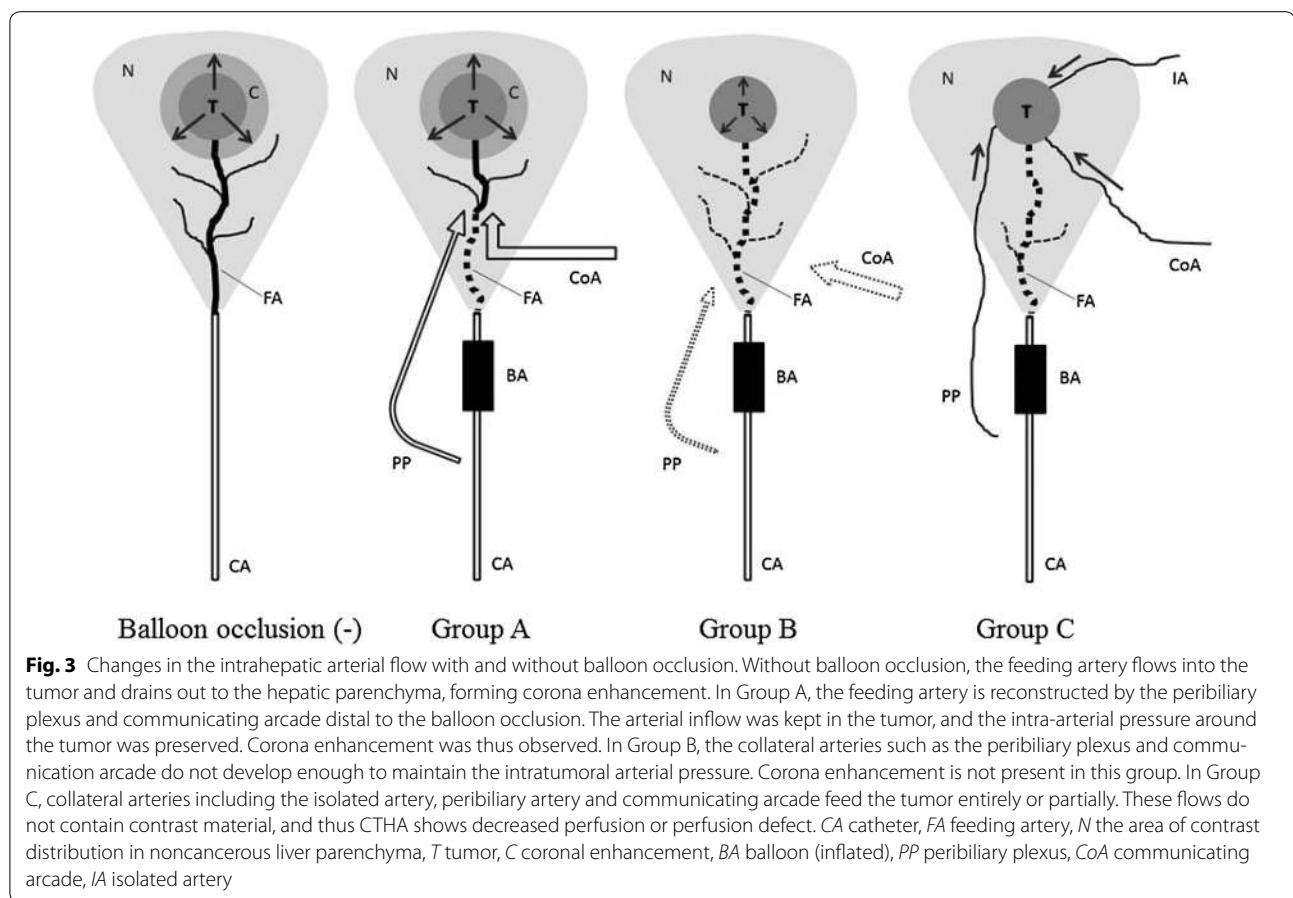 N
C
T
FA
CA
Balloon occlusion (-)
N
C
T
CoA
FA
BA
PP
CA
Group A
N
T
CoA
FA
BA
PP
CA
Group B
N
IA
T
CoA
FA
BA
PP
CA
Group C
Fig. 3 Changes in the intrahepatic arterial flow with and without balloon occlusion. Without balloon occlusion, the feeding artery flows into the
tumor and drains out to the hepatic parenchyma, forming corona enhancement. In Group A, the feeding artery is reconstructed by the peribiliary
plexus and communicating arcade distal to the balloon occlusion. The arterial inflow was kept in the tumor, and the intra-arterial pressure around
the tumor was preserved. Corona enhancement was thus observed. In Group B, the collateral arteries such as the peribiliary plexus and commu-
nication arcade do not develop enough to maintain the intratumoral arterial pressure. Corona enhancement is not present in this group. In Group
C, collateral arteries including the isolated artery, peribiliary artery and communicating arcade feed the tumor entirely or partially. These flows do
not contain contrast material, and thus CTHA shows decreased perfusion or perfusion defect. CA catheter, FA feeding artery, N the area of contrast
distribution in noncancerous liver parenchyma, T tumor, C coronal enhancement, BA balloon (inflated), PP peribiliary plexus, CoA communicating
arcade, IA isolated artery